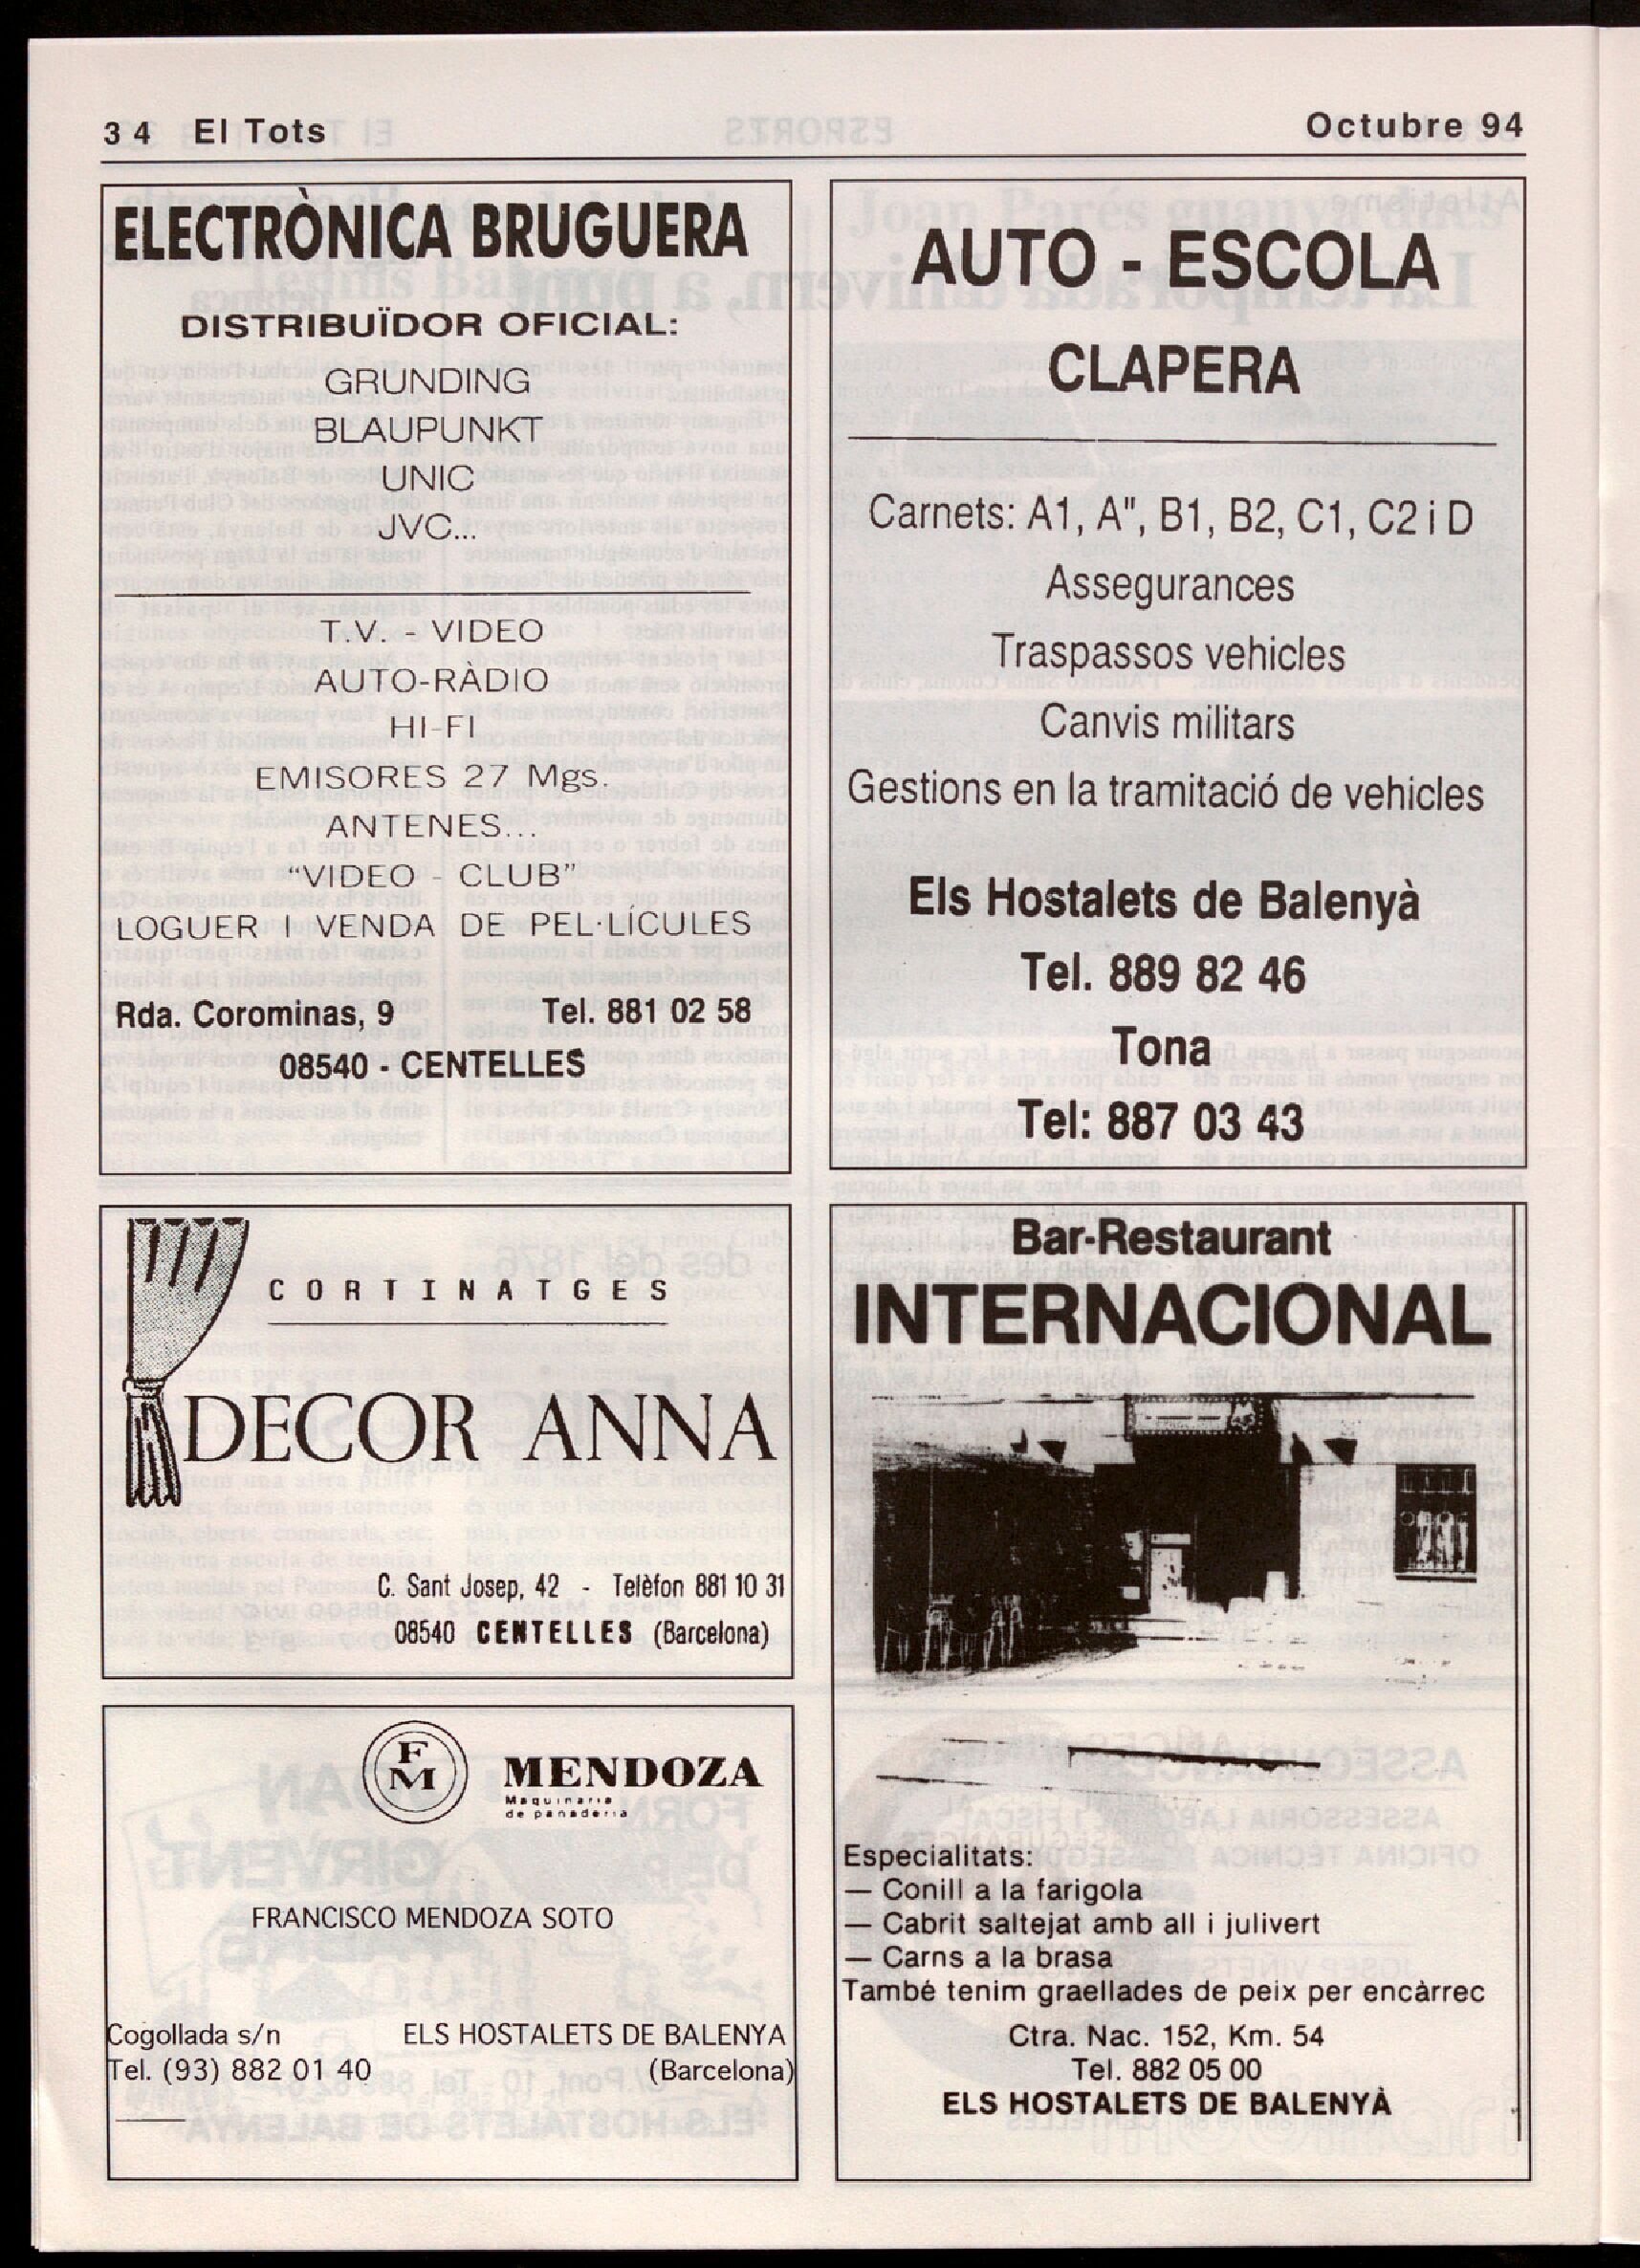 34 El Tots
Octubre 94
ELECTRÒNICA BRUGUERA
DISTRIBUÏDOR OFICIAL:
GRUNDING
BLAUPUNKT
UNIC
JVC...
T.V. - VIDEO
AUTO-RÀDIO
HI-FI
EMISORES 27 Mgs.
ANTENES...
"VIDEO - CLUB"
LOGUER I VENDA DE PEL·LÍCULES
Rda. Corominas, 9 Tel. 881 02 58
08540 - CENTELLES
AUTO - ESCOLA
CLAPERA
Carnets: A1, A", B1, B2, C1, C2 i D
Assegurances
Traspassos vehicles
Canvis militars
Gestions en la tramitació de vehicles
Els Hostalets de Balenyà
Tel. 889 82 46
Tona
Tel: 887 03 43
CORTINATGES
DECOR ANNA
C. Sant Josep, 42 - Telèfon 881 10 31
08540 CENTELLES (Barcelona)
FM
MENDOZA
Maquinaria
de panaderia
FRANCISCO MENDOZA SOTO
Cogollada s/n ELS HOSTALETS DE BALENYA
Tel. (93) 882 01 40 (Barcelona)
Bar-Restaurant
INTERNACIONAL
Especialitats:
— Conill a la farigola
— Cabrit saltejat amb all i julivert
— Carns a la brasa
També tenim graellades de peix per encàrrec
Ctra. Nac. 152, Km. 54
Tel. 882 05 00
ELS HOSTALETS DE BALENYÀ